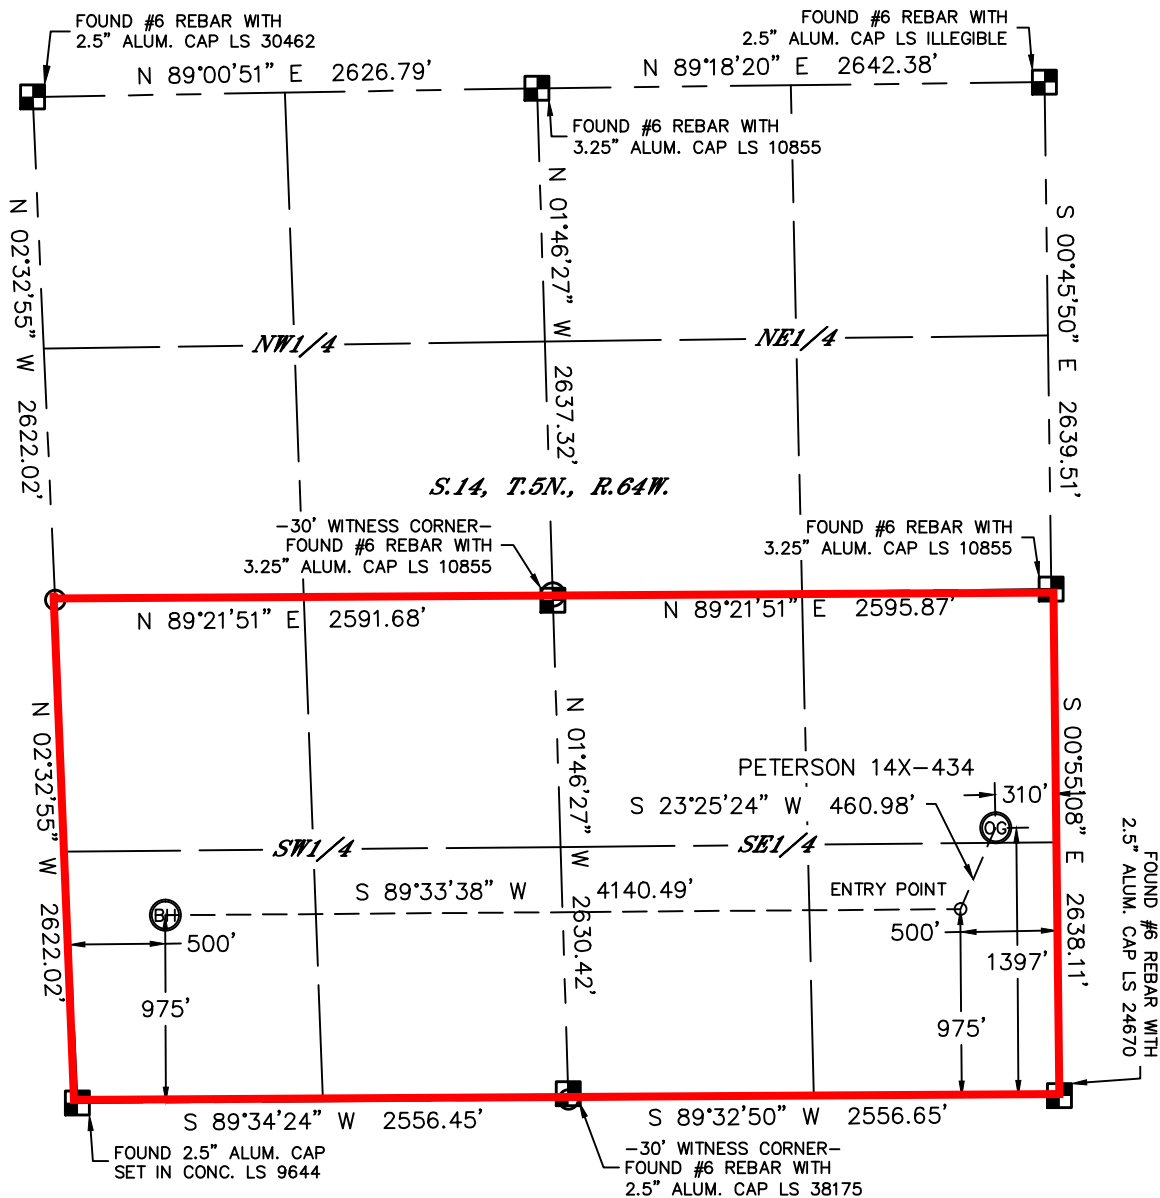 FOUND #6 REBAR WITH
2.5” ALUM. CAP LS 30462
FOUND #6 REBAR WITH
2.5” ALUM. CAP LS ILLEGIBLE
N 89°00'51” E 2626.79'
N 89°18'20” E 2642.38'
FOUND #6 REBAR WITH
3.25” ALUM. CAP LS 10855
N 02°32'55” W 2622.02'
N 01°46'27” W 2637.32'
S 00°45'50” E 2639.51'
NW1/4
NE1/4
S.14, T.5N., R.64W.
-30' WITNESS CORNER-
FOUND #6 REBAR WITH
3.25” ALUM. CAP LS 10855
FOUND #6 REBAR WITH
3.25” ALUM. CAP LS 10855
N 89°21'51” E 2591.68'
N 89°21'51” E 2595.87'
N 02°32'55” W 2622.02'
N 01°46'27” W 2630.42'
S 00°55'08” E 2638.11'
PETERSON 14X-434
S 23°25'24” W 460.98'
310'
OG
SW1/4
SE1/4
S 89°33'38” W 4140.49'
ENTRY POINT
BH
500'
500'
1397'
975'
975'
FOUND #6 REBAR WITH
2.5” ALUM. CAP LS 24670
S 89°34'24” W 2556.45'
S 89°32'50” W 2556.65'
FOUND 2.5” ALUM. CAP
SET IN CONC. LS 9644
-30' WITNESS CORNER-
FOUND #6 REBAR WITH
2.5” ALUM. CAP LS 38175